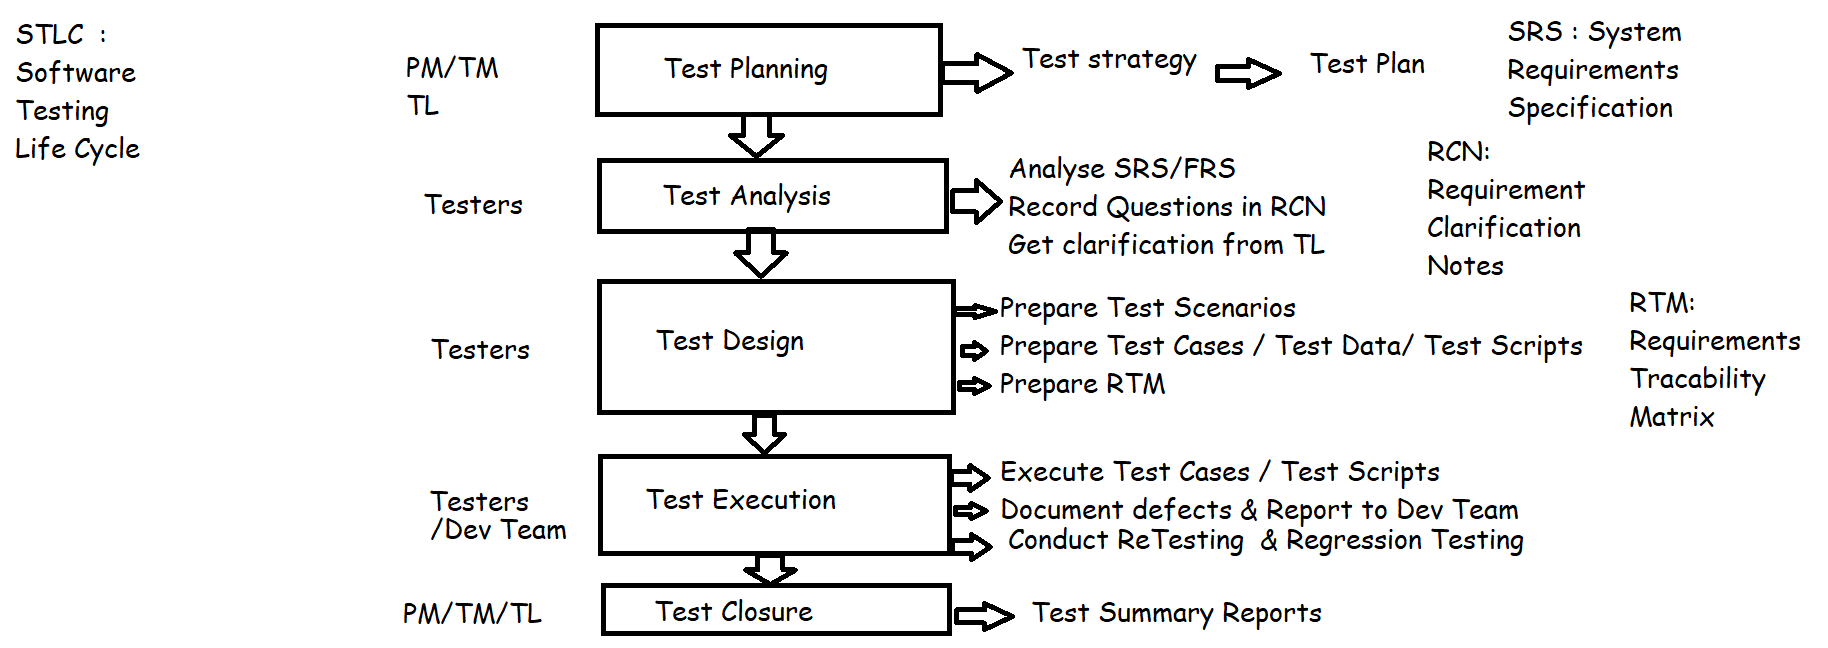 STLC :
Software
Testing
Life Cycle
PM/TM
TL
Test Planning
Test strategy
Test Plan
SRS : System
Requirements
Specification
Testers
Test Analysis
Analyse SRS/FRS
Record Questions in RCN
Get clarification from TL
RCN:
Requirement
Clarification
Notes
Testers
Test Design
Prepare Test Scenarios
Prepare Test Cases / Test Data/ Test Scripts
Prepare RTM
RTM:
Requirements
Tracability
Matrix
Testers
/Dev Team
Test Execution
Execute Test Cases / Test Scripts
Document defects & Report to Dev Team
Conduct ReTesting & Regression Testing
PM/TM/TL
Test Closure
Test Summary Reports